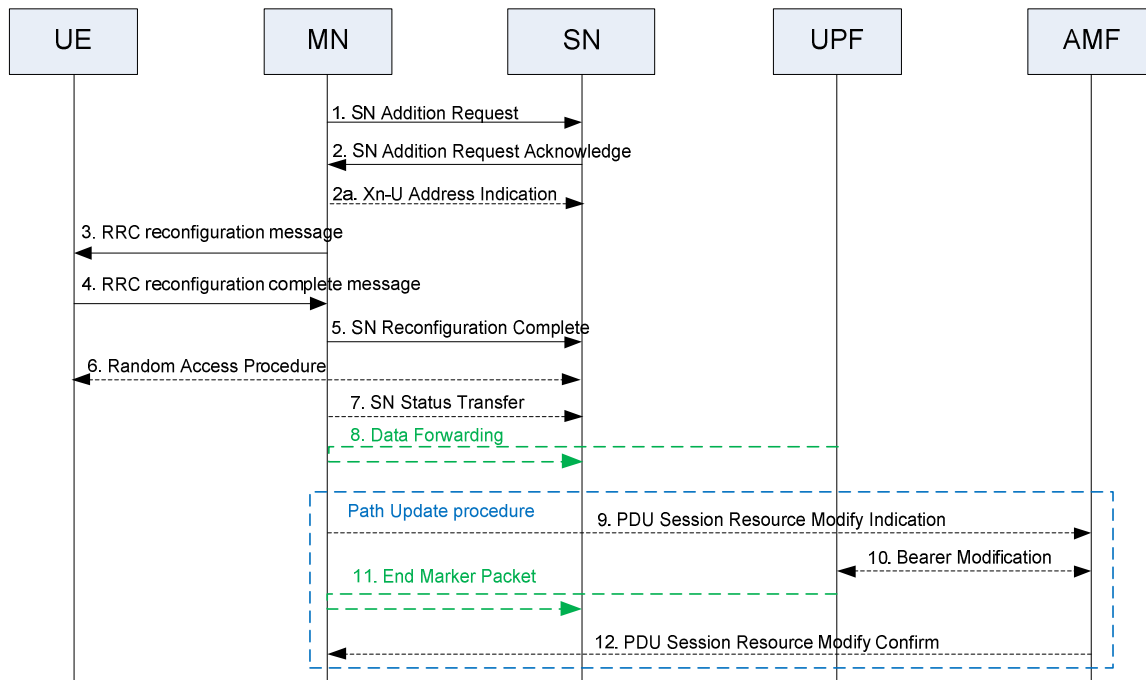 UE
MN
SN
UPF
AMF
1. SN Addition Request
2. SN Addition Request Acknowledge
2a. Xn-U Address Indication
3. RRC reconfiguration message
4. RRC reconfiguration complete message
5. SN Reconfiguration Complete
6. Random Access Procedure
7. SN Status Transfer
8. Data Forwarding
Path Update procedure
9. PDU Session Resource Modify Indication
10. Bearer Modification
11. End Marker Packet
12. PDU Session Resource Modify Confirm